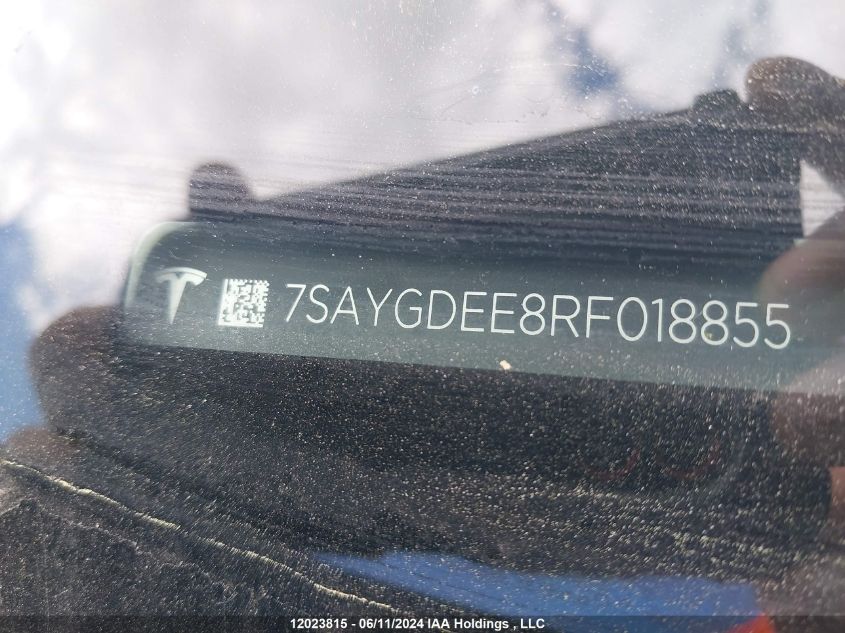 7SAYGDEE8RF018855
12023815 - 06/11/2024 IAA Holdings , LLC